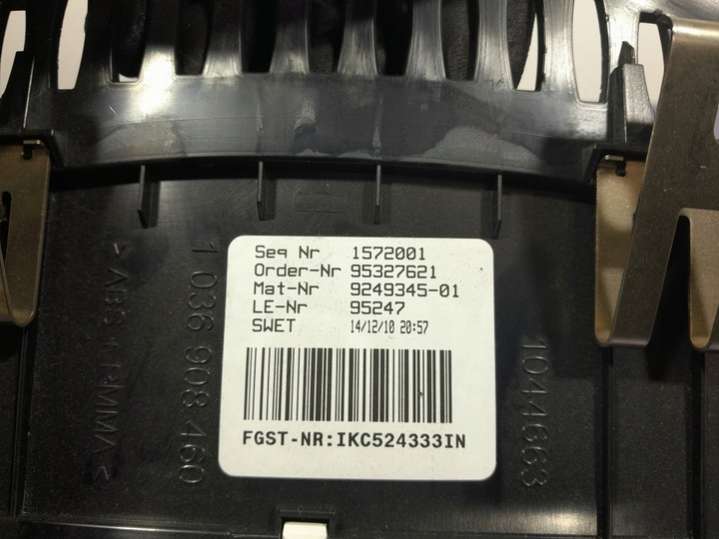 Seq Nr 1572001
Order-Nr 95327621
Mat-Nr 9249345-01
LE-Nr 95247
SWET 14/12/10 20:57
FGST-NR:IKC524333IN
1 036 908 460
1044663